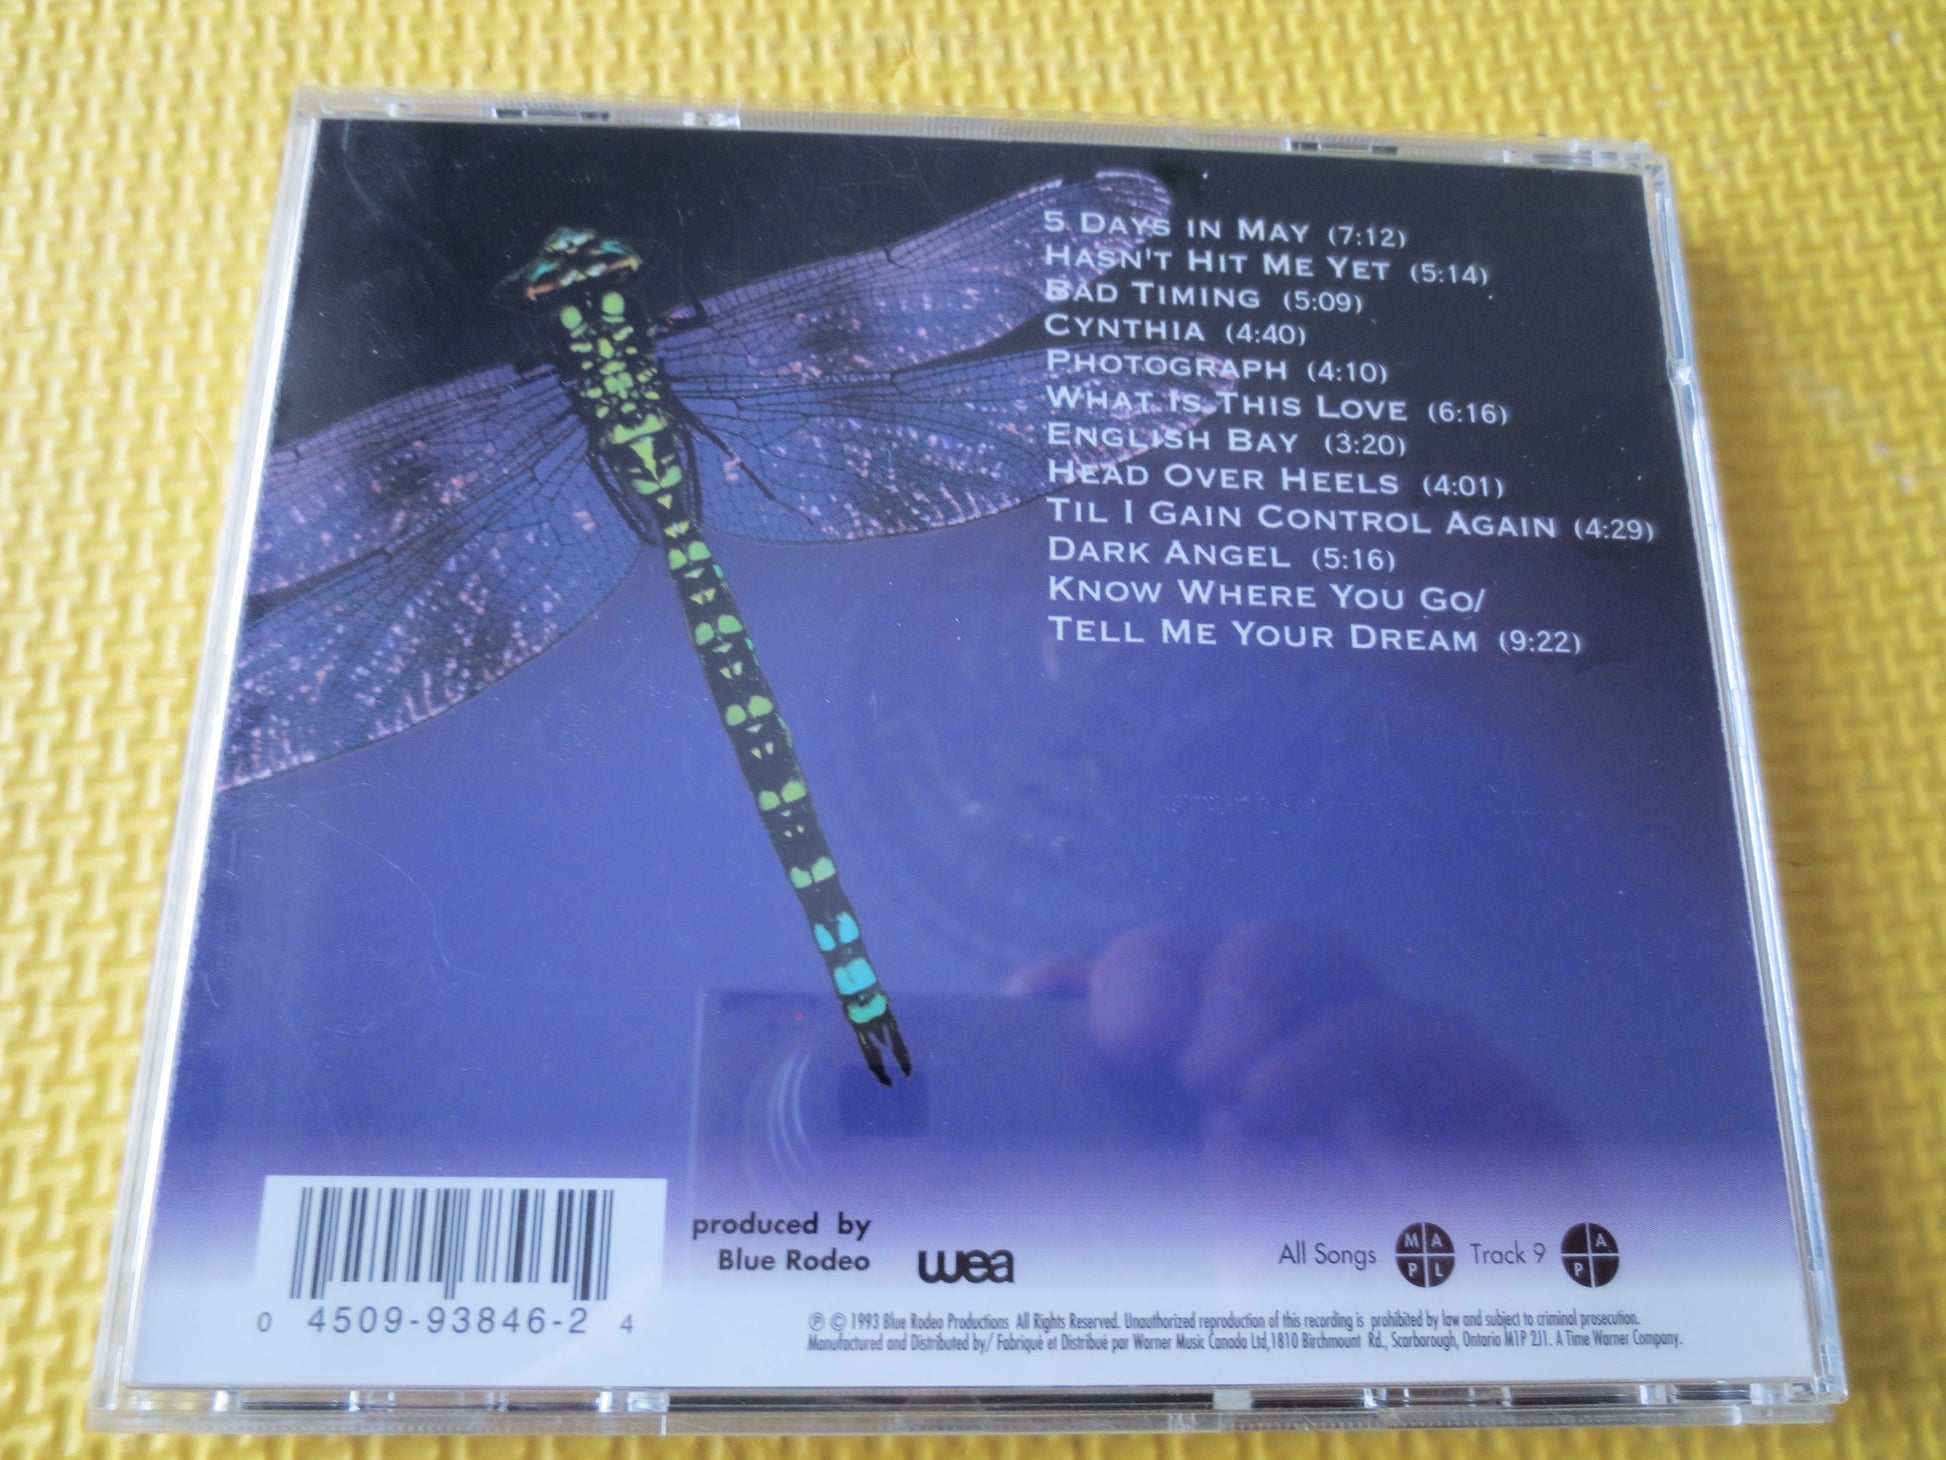 5 Days in May (7:12)
Hasn't Hit Me Yet (5:14)
Bad Timing (5:09)
Cynthia (4:40)
Photograph (4:10)
What Is This Love (6:16)
English Bay (3:20)
Head Over Heels (4:01)
Til I Gain Control Again (4:29)
Dark Angel (5:16)
Know Where You Go/
Tell Me Your Dream (9:22)
produced by
Blue Rodeo
wea
All Songs M A P L Track 9 A P
0 4509-93846-2 4
℗ © 1993 Blue Rodeo Productions All Rights Reserved. Unauthorized reproduction of this recording is prohibited by law and subject to criminal prosecution.
Manufactured and Distributed by/ Fabriqué et Distribué par Warner Music Canada Ltd,1810 Birchmount Rd., Scarborough, Ontario M1P 2J1. A Time Warner Company.